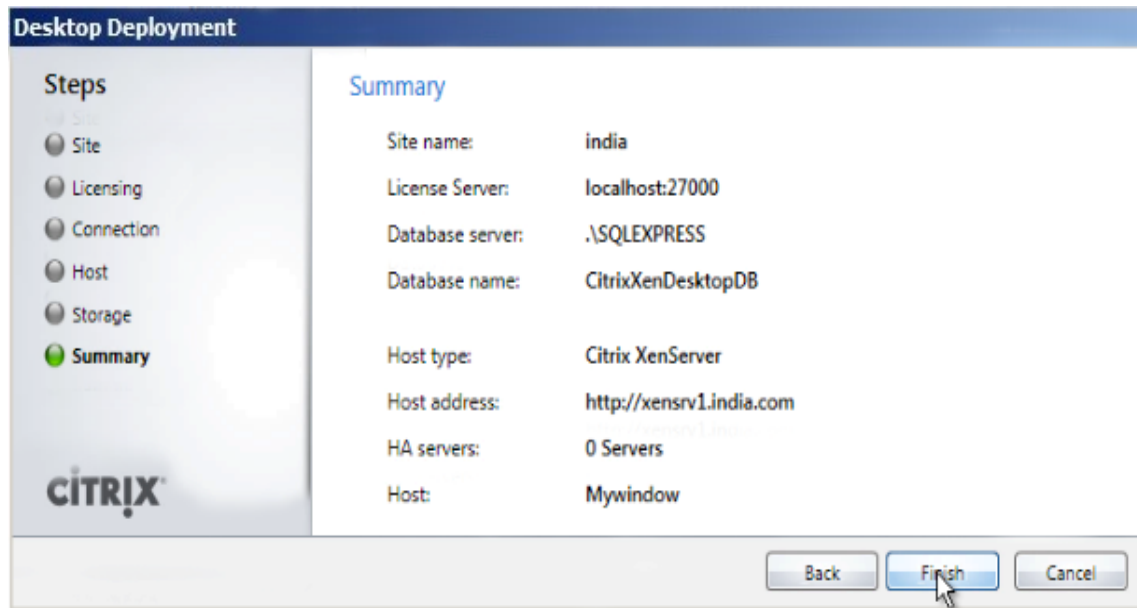 Desktop Deployment
Steps
Site
Licensing
Connection
Host
Storage
Summary
CİTRIX
Summary
Site name: india
License Server: localhost:27000
Database server: .\SQLEXPRESS
Database name: CitrixXenDesktopDB
Host type: Citrix XenServer
Host address: http://xensrv1.india.com
HA servers: 0 Servers
Host: Mywindow
Back Finish Cancel